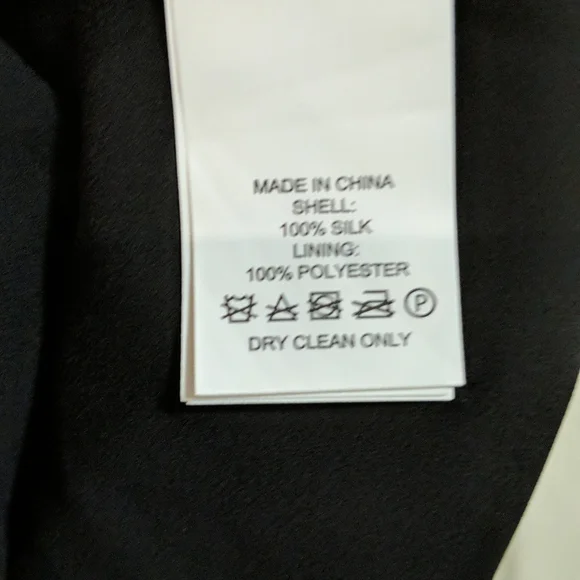 MADE IN CHINA
SHELL:
100% SILK
LINING:
100% POLYESTER
P
DRY CLEAN ONLY